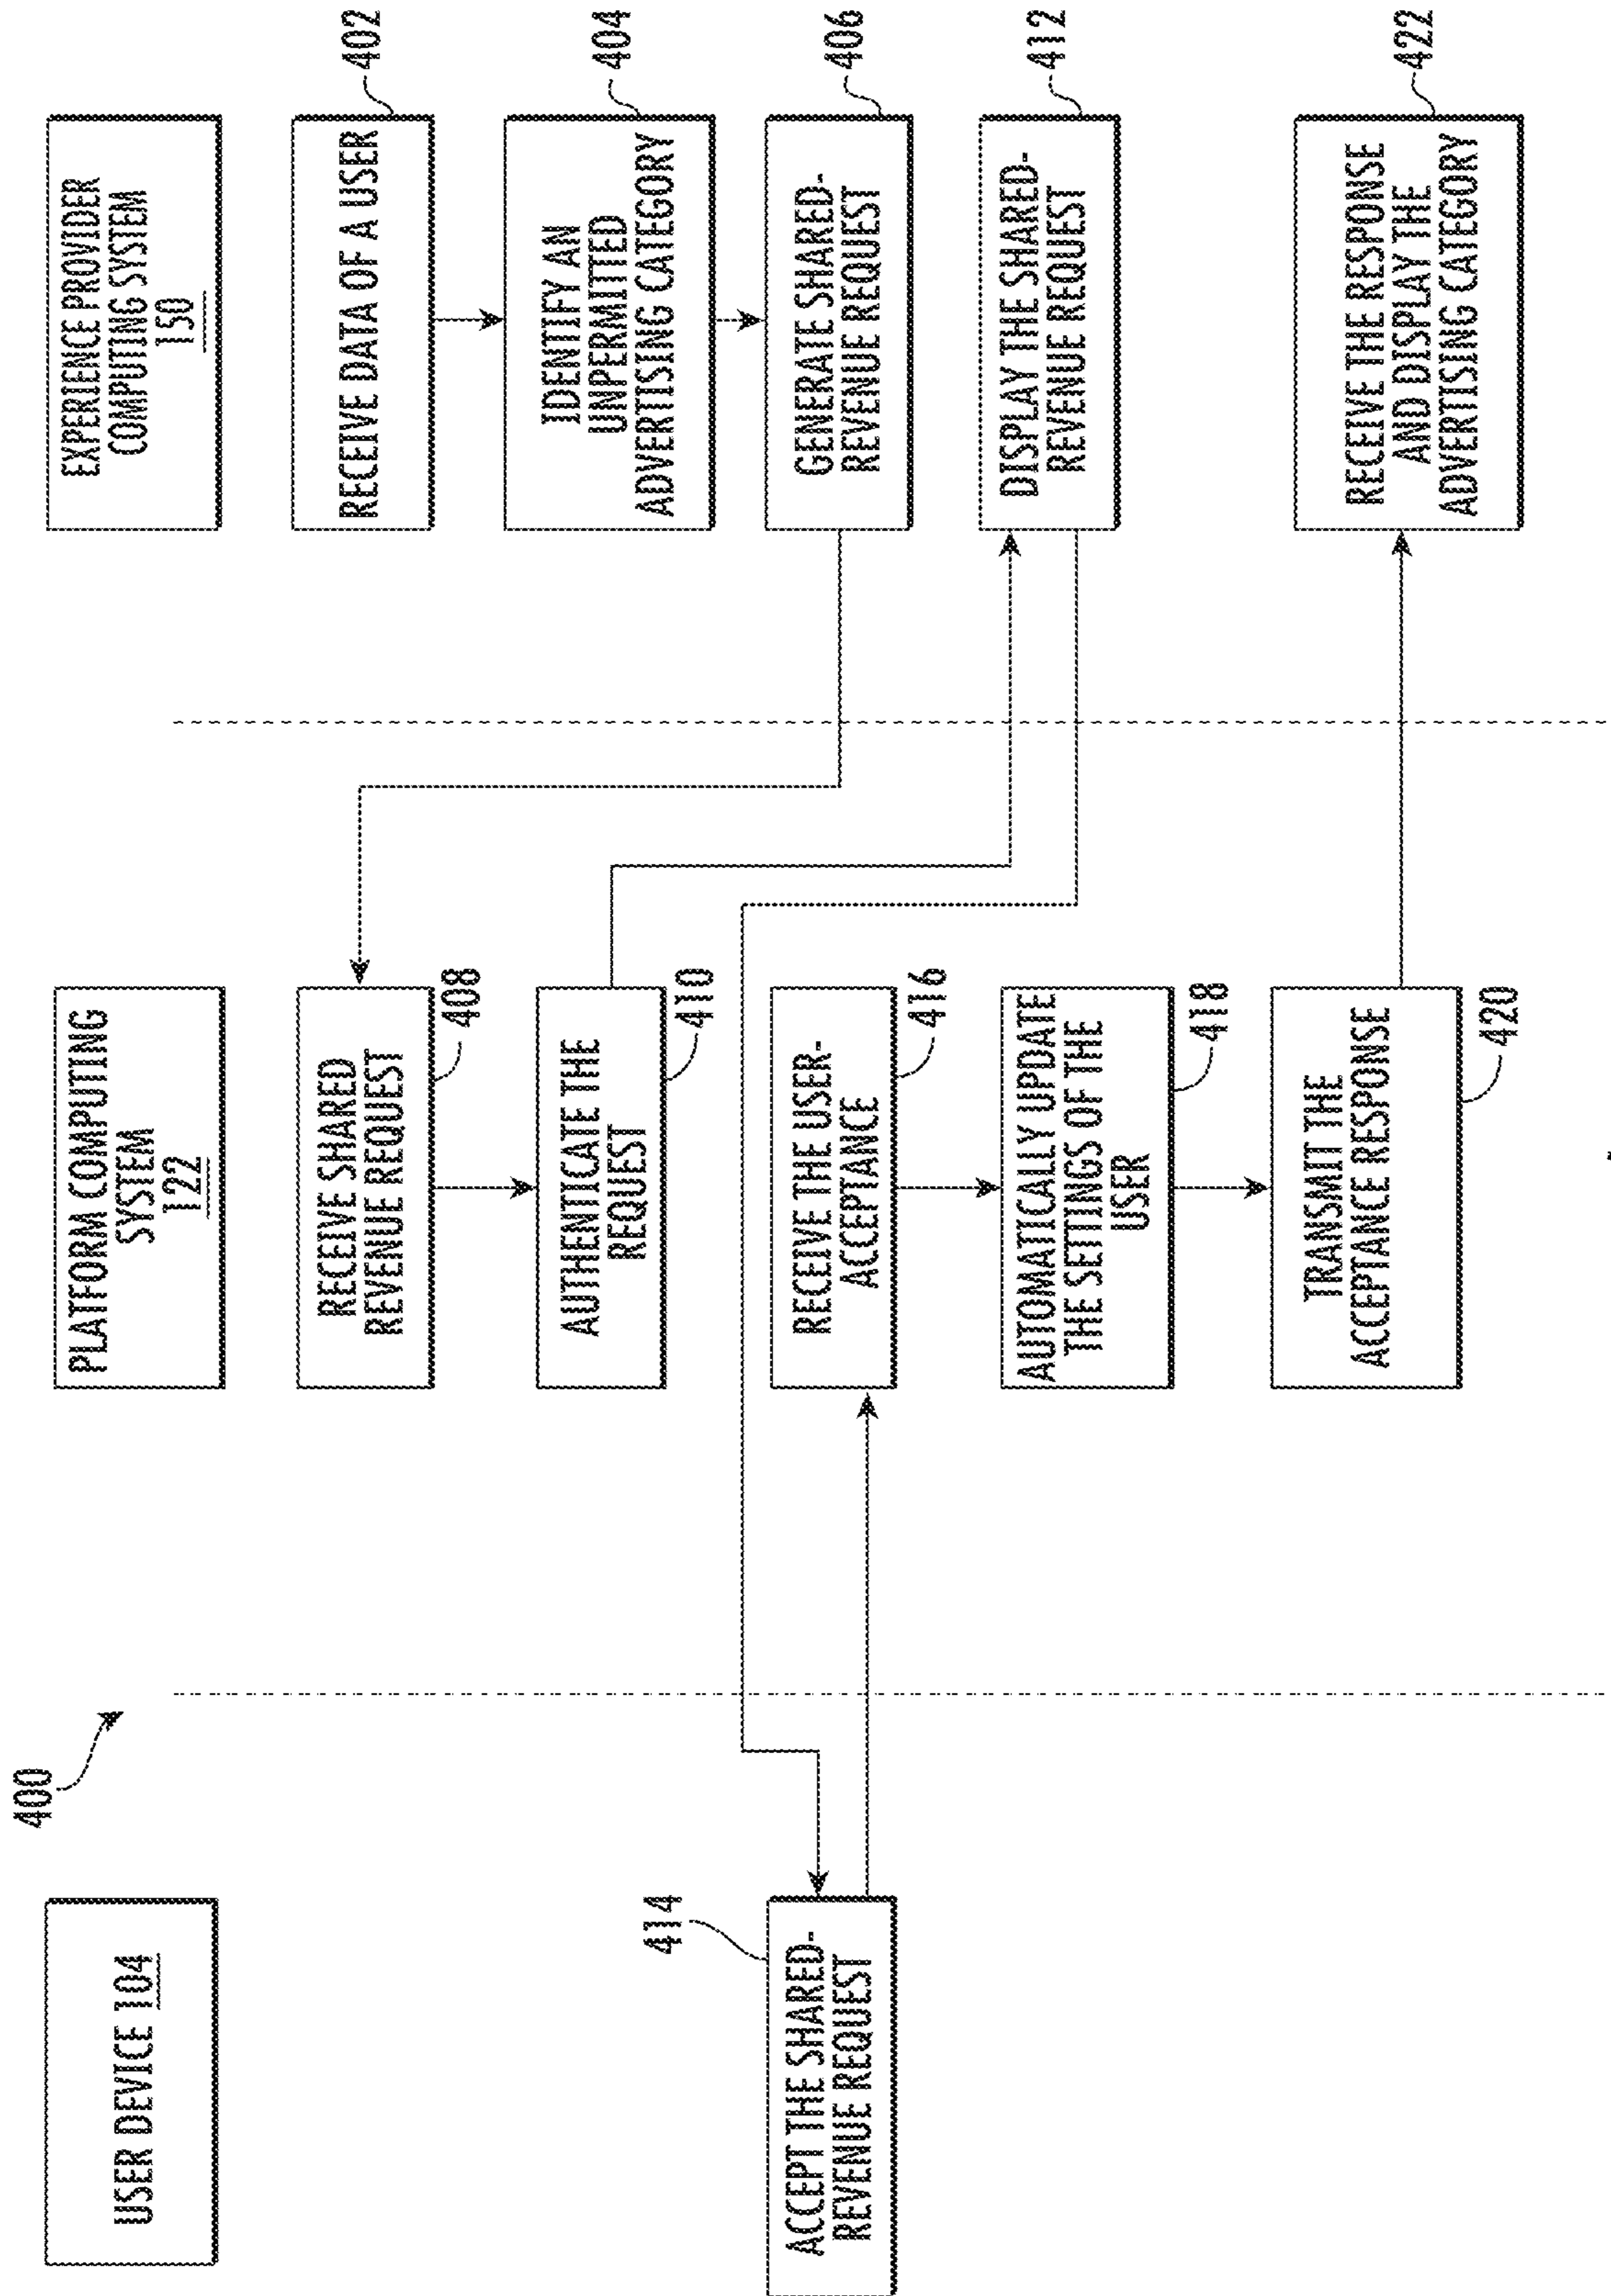 400
USER DEVICE 104
PLATFORM COMPUTING
SYSTEM
122
EXPERIENCE PROVIDER
COMPUTING SYSTEM
150
RECEIVE DATA OF A USER
402
IDENTIFY AN
UNPERMITTED
ADVERTISING CATEGORY
404
GENERATE SHARED-
REVENUE REQUEST
406
RECEIVE SHARED
REVENUE REQUEST
408
AUTHENTICATE THE
REQUEST
410
DISPLAY THE SHARED-
REVENUE REQUEST
412
414
ACCEPT THE SHARED-
REVENUE REQUEST
RECEIVE THE USER-
ACCEPTANCE
416
AUTOMATICALLY UPDATE
THE SETTINGS OF THE
USER
418
TRANSMIT THE
ACCEPTANCE RESPONSE
420
RECEIVE THE RESPONSE
AND DISPLAY THE
ADVERTISING CATEGORY
422